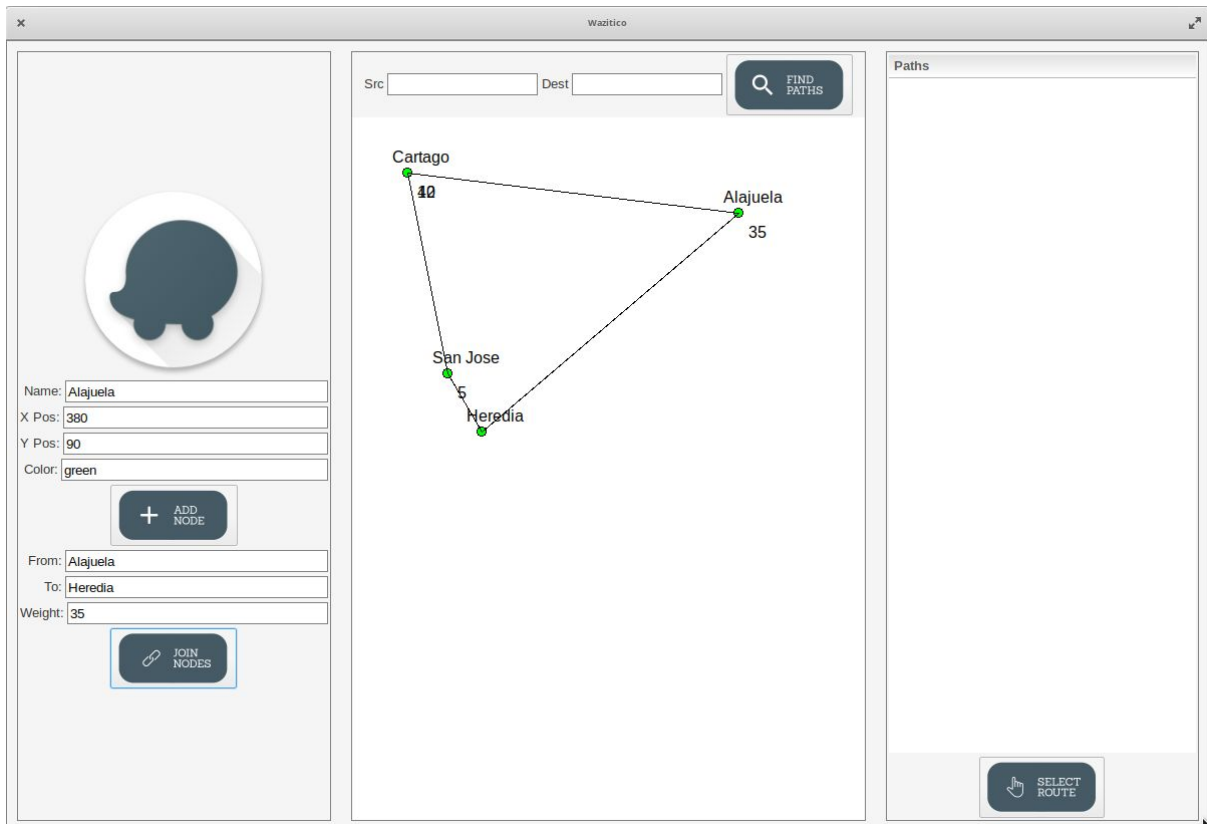 Wazitico
Name: Alajuela
X Pos: 380
Y Pos: 90
Color: green
ADD
NODE
From: Alajuela
To: Heredia
Weight: 35
JOIN
NODES
Src
Dest
FIND
PATHS
Cartago
Alajuela
35
San Jose
5
Heredia
Paths
SELECT
ROUTE